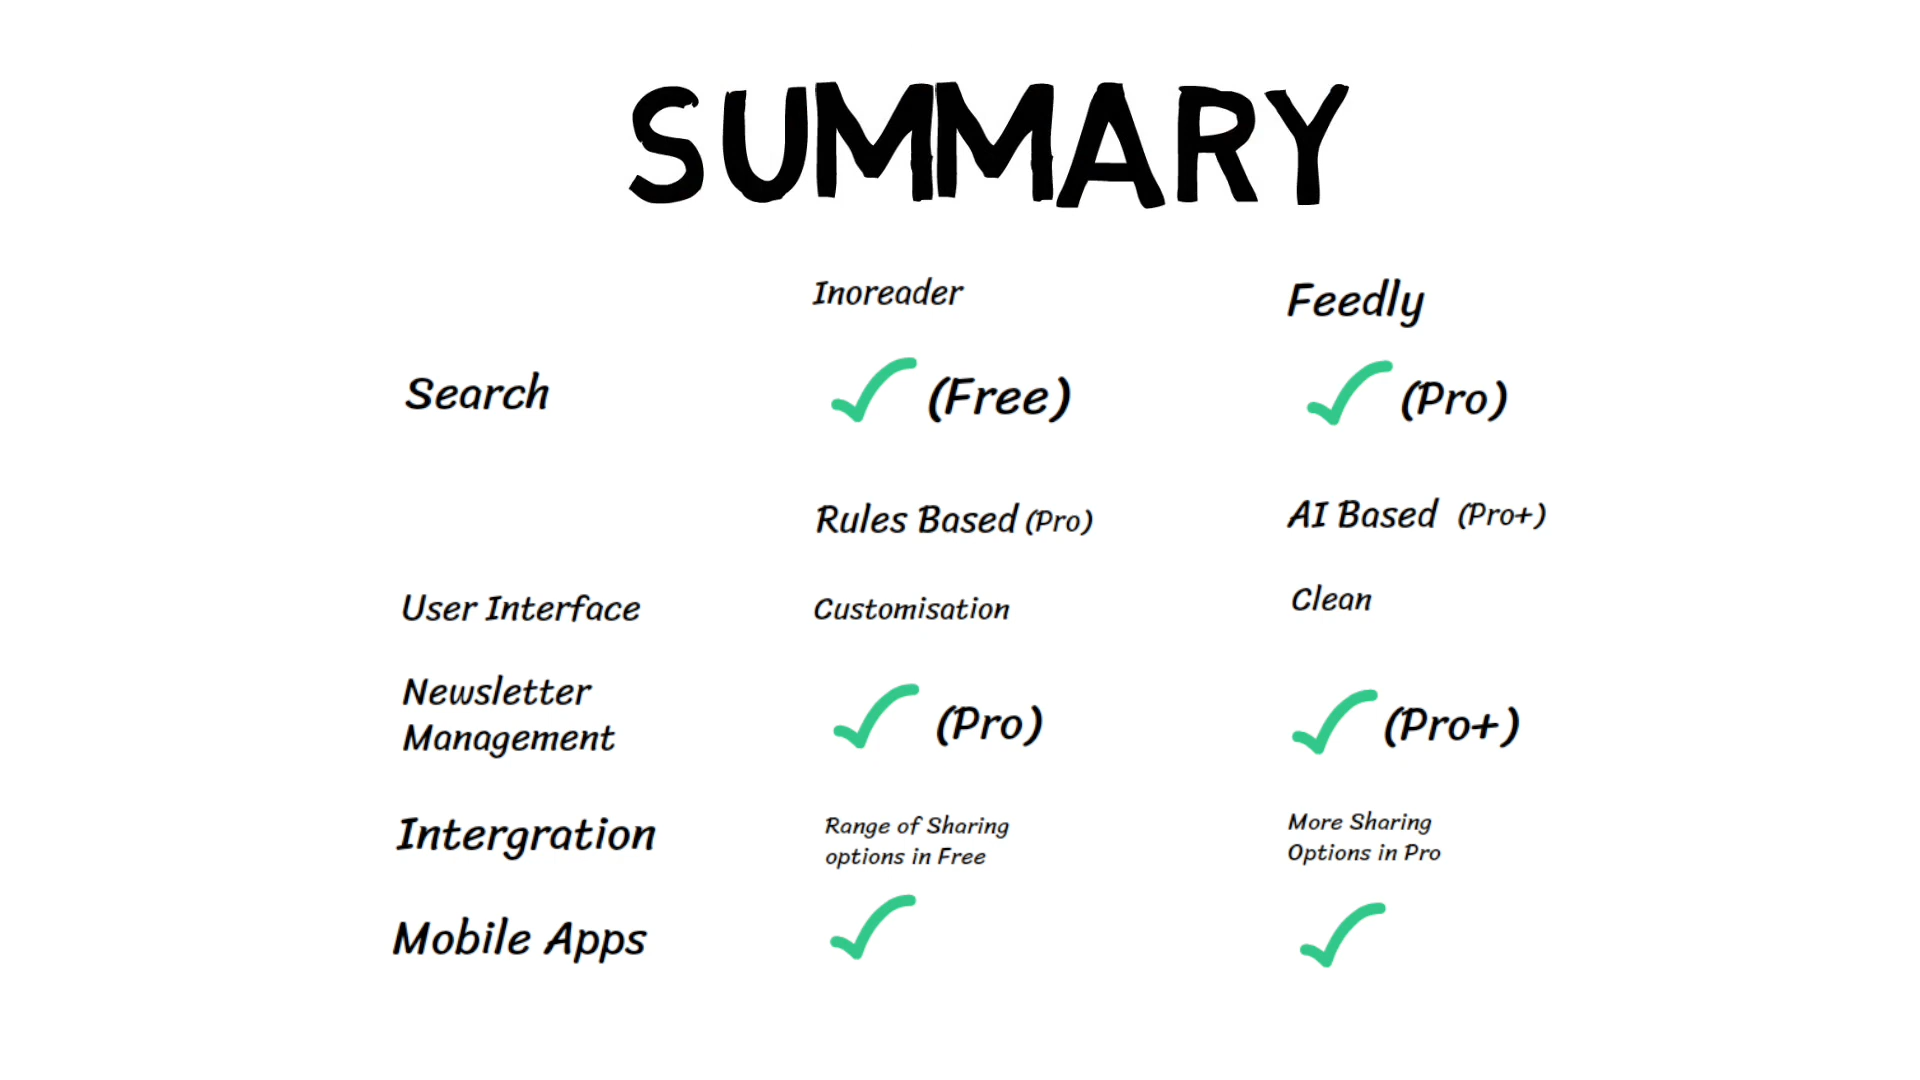 SUMMARY
Inoreader Feedly
Search (Free) (Pro)
Rules Based (Pro) AI Based (Pro+)
User Interface Customisation Clean
Newsletter
Management (Pro) (Pro+)
Intergration Range of Sharing
options in Free More Sharing
Options in Pro
Mobile Apps